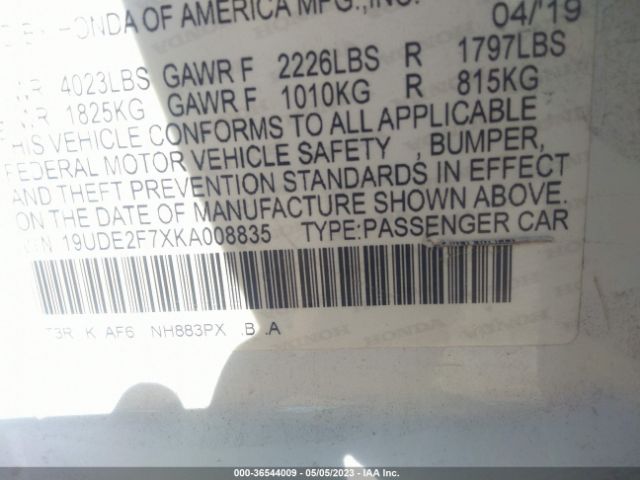 HONDA OF AMERICA MFG.,INC. 04/'19
4023LBS GAWR F 2226LBS R 1797LBS
1825KG GAWR F 1010KG R 815KG
HIS VEHICLE CONFORMS TO ALL APPLICABLE
FEDERAL MOTOR VEHICLE SAFETY , BUMPER,
AND THEFT PREVENTION STANDARDS IN EFFECT
ON THE DATE OF MANUFACTURE SHOWN ABOVE.
19UDE2F7XKA008835 TYPE:PASSENGER CAR
T3R K AF6 NH883PX .B .A
000-36544009 - 05/05/2023 - IAA Inc.